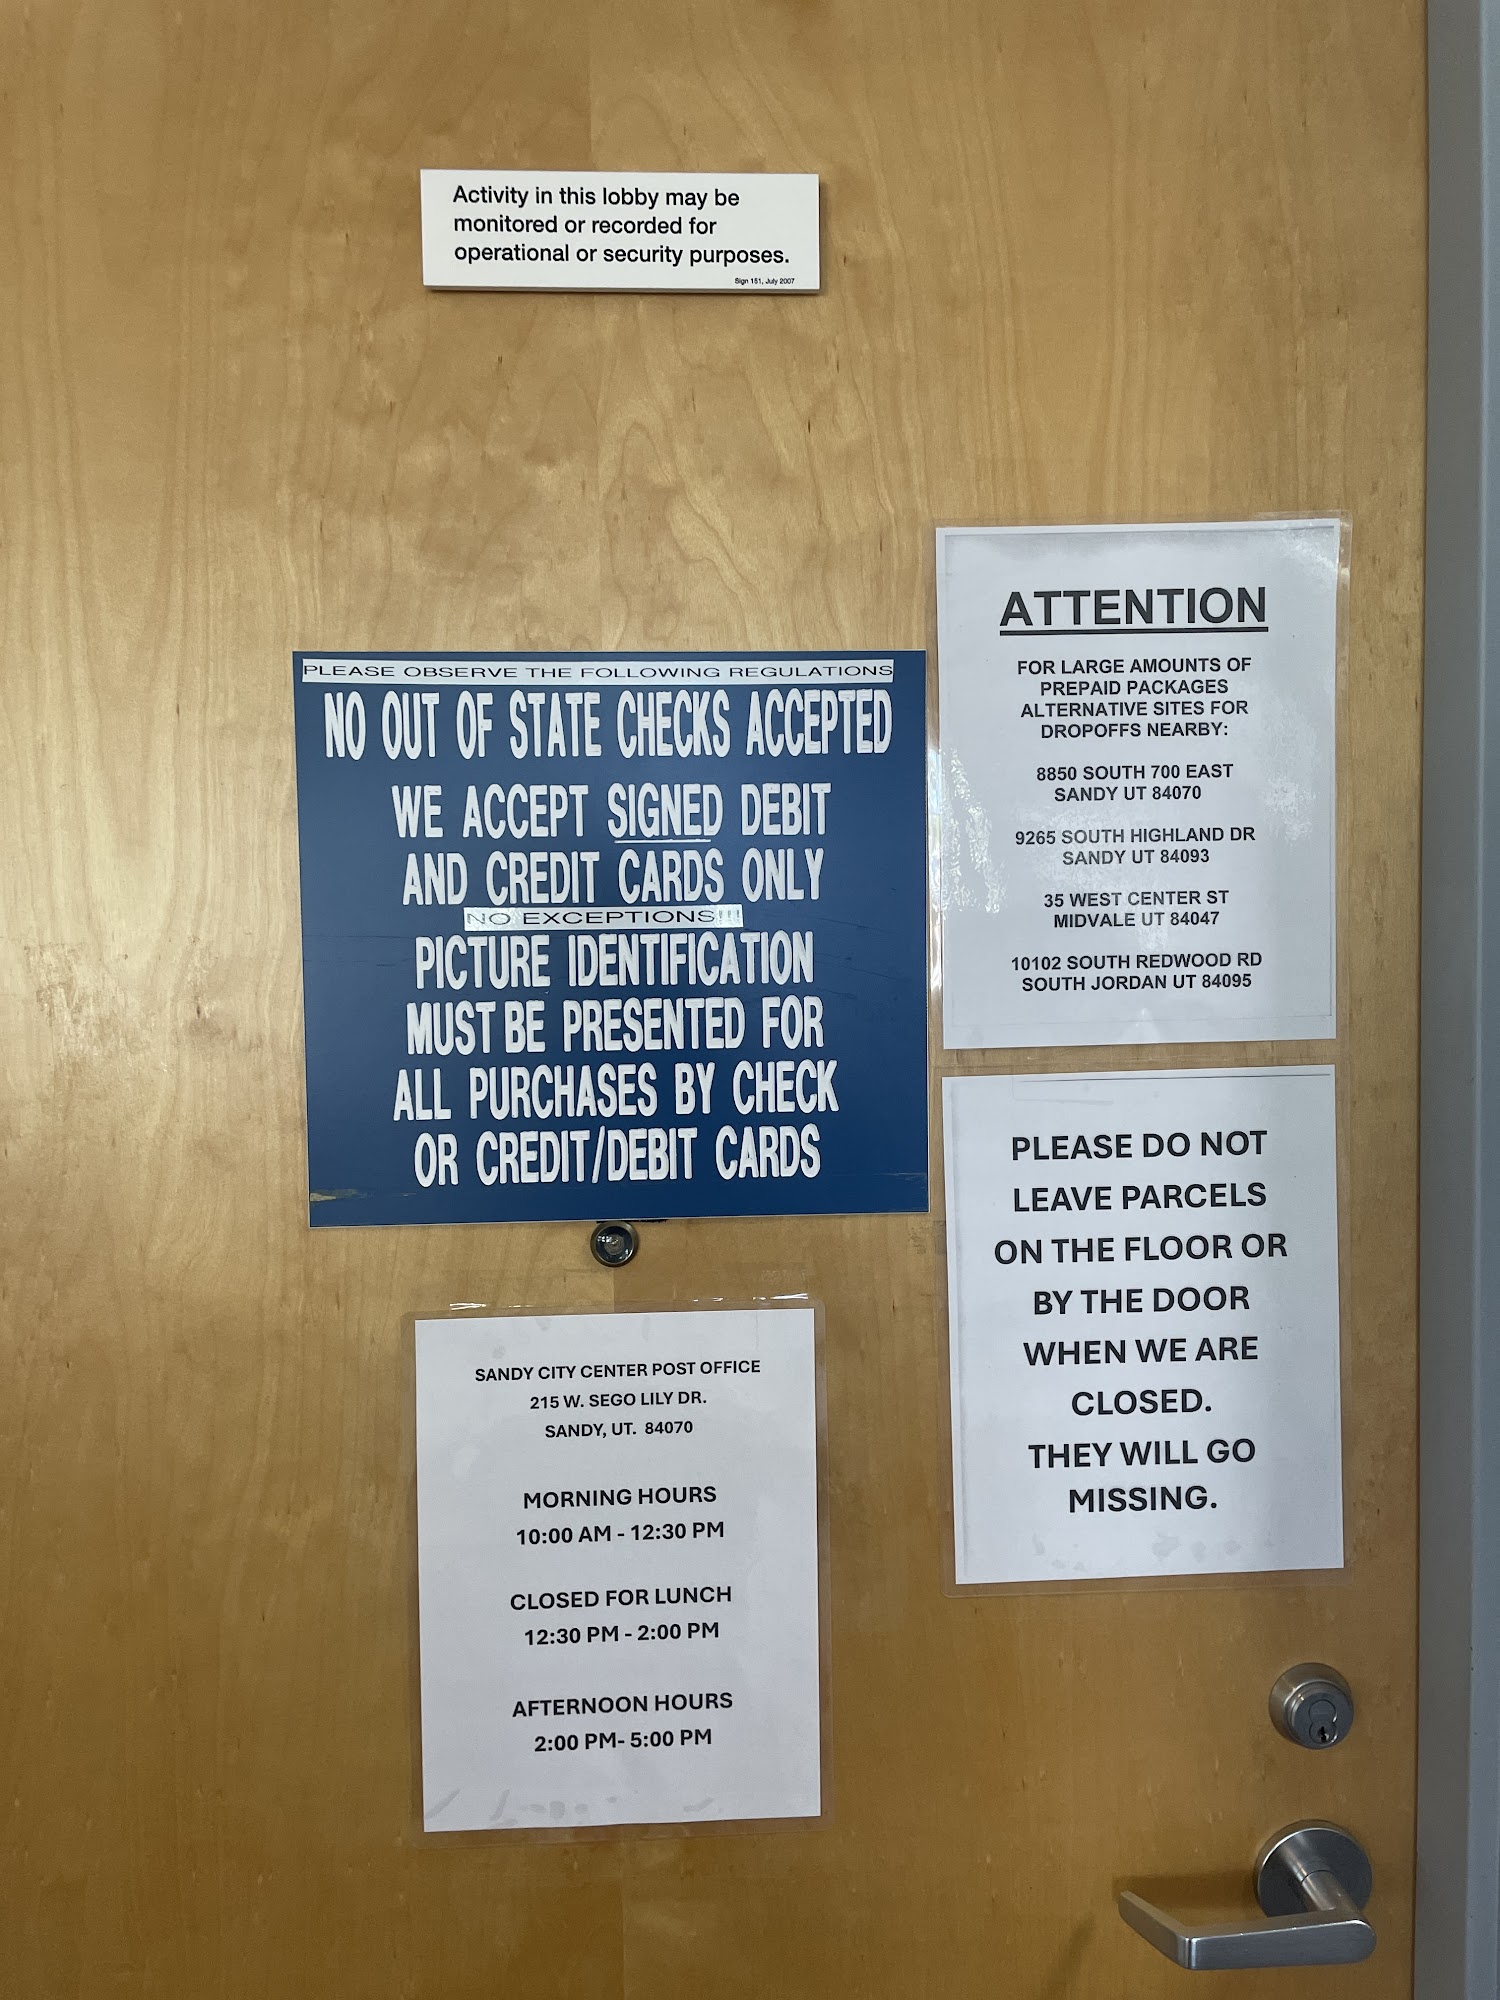 Activity in this lobby may be
monitored or recorded for
operational or security purposes.
Sign 151, July 2007
PLEASE OBSERVE THE FOLLOWING REGULATIONS
NO OUT OF STATE CHECKS ACCEPTED
WE ACCEPT SIGNED DEBIT
AND CREDIT CARDS ONLY
NO EXCEPTIONS!!!
PICTURE IDENTIFICATION
MUST BE PRESENTED FOR
ALL PURCHASES BY CHECK
OR CREDIT/DEBIT CARDS
ATTENTION
FOR LARGE AMOUNTS OF
PREPAID PACKAGES
ALTERNATIVE SITES FOR
DROPOFFS NEARBY:
8850 SOUTH 700 EAST
SANDY UT 84070
9265 SOUTH HIGHLAND DR
SANDY UT 84093
35 WEST CENTER ST
MIDVALE UT 84047
10102 SOUTH REDWOOD RD
SOUTH JORDAN UT 84095
PLEASE DO NOT
LEAVE PARCELS
ON THE FLOOR OR
BY THE DOOR
WHEN WE ARE
CLOSED.
THEY WILL GO
MISSING.
SANDY CITY CENTER POST OFFICE
215 W. SEGO LILY DR.
SANDY, UT. 84070
MORNING HOURS
10:00 AM - 12:30 PM
CLOSED FOR LUNCH
12:30 PM - 2:00 PM
AFTERNOON HOURS
2:00 PM- 5:00 PM